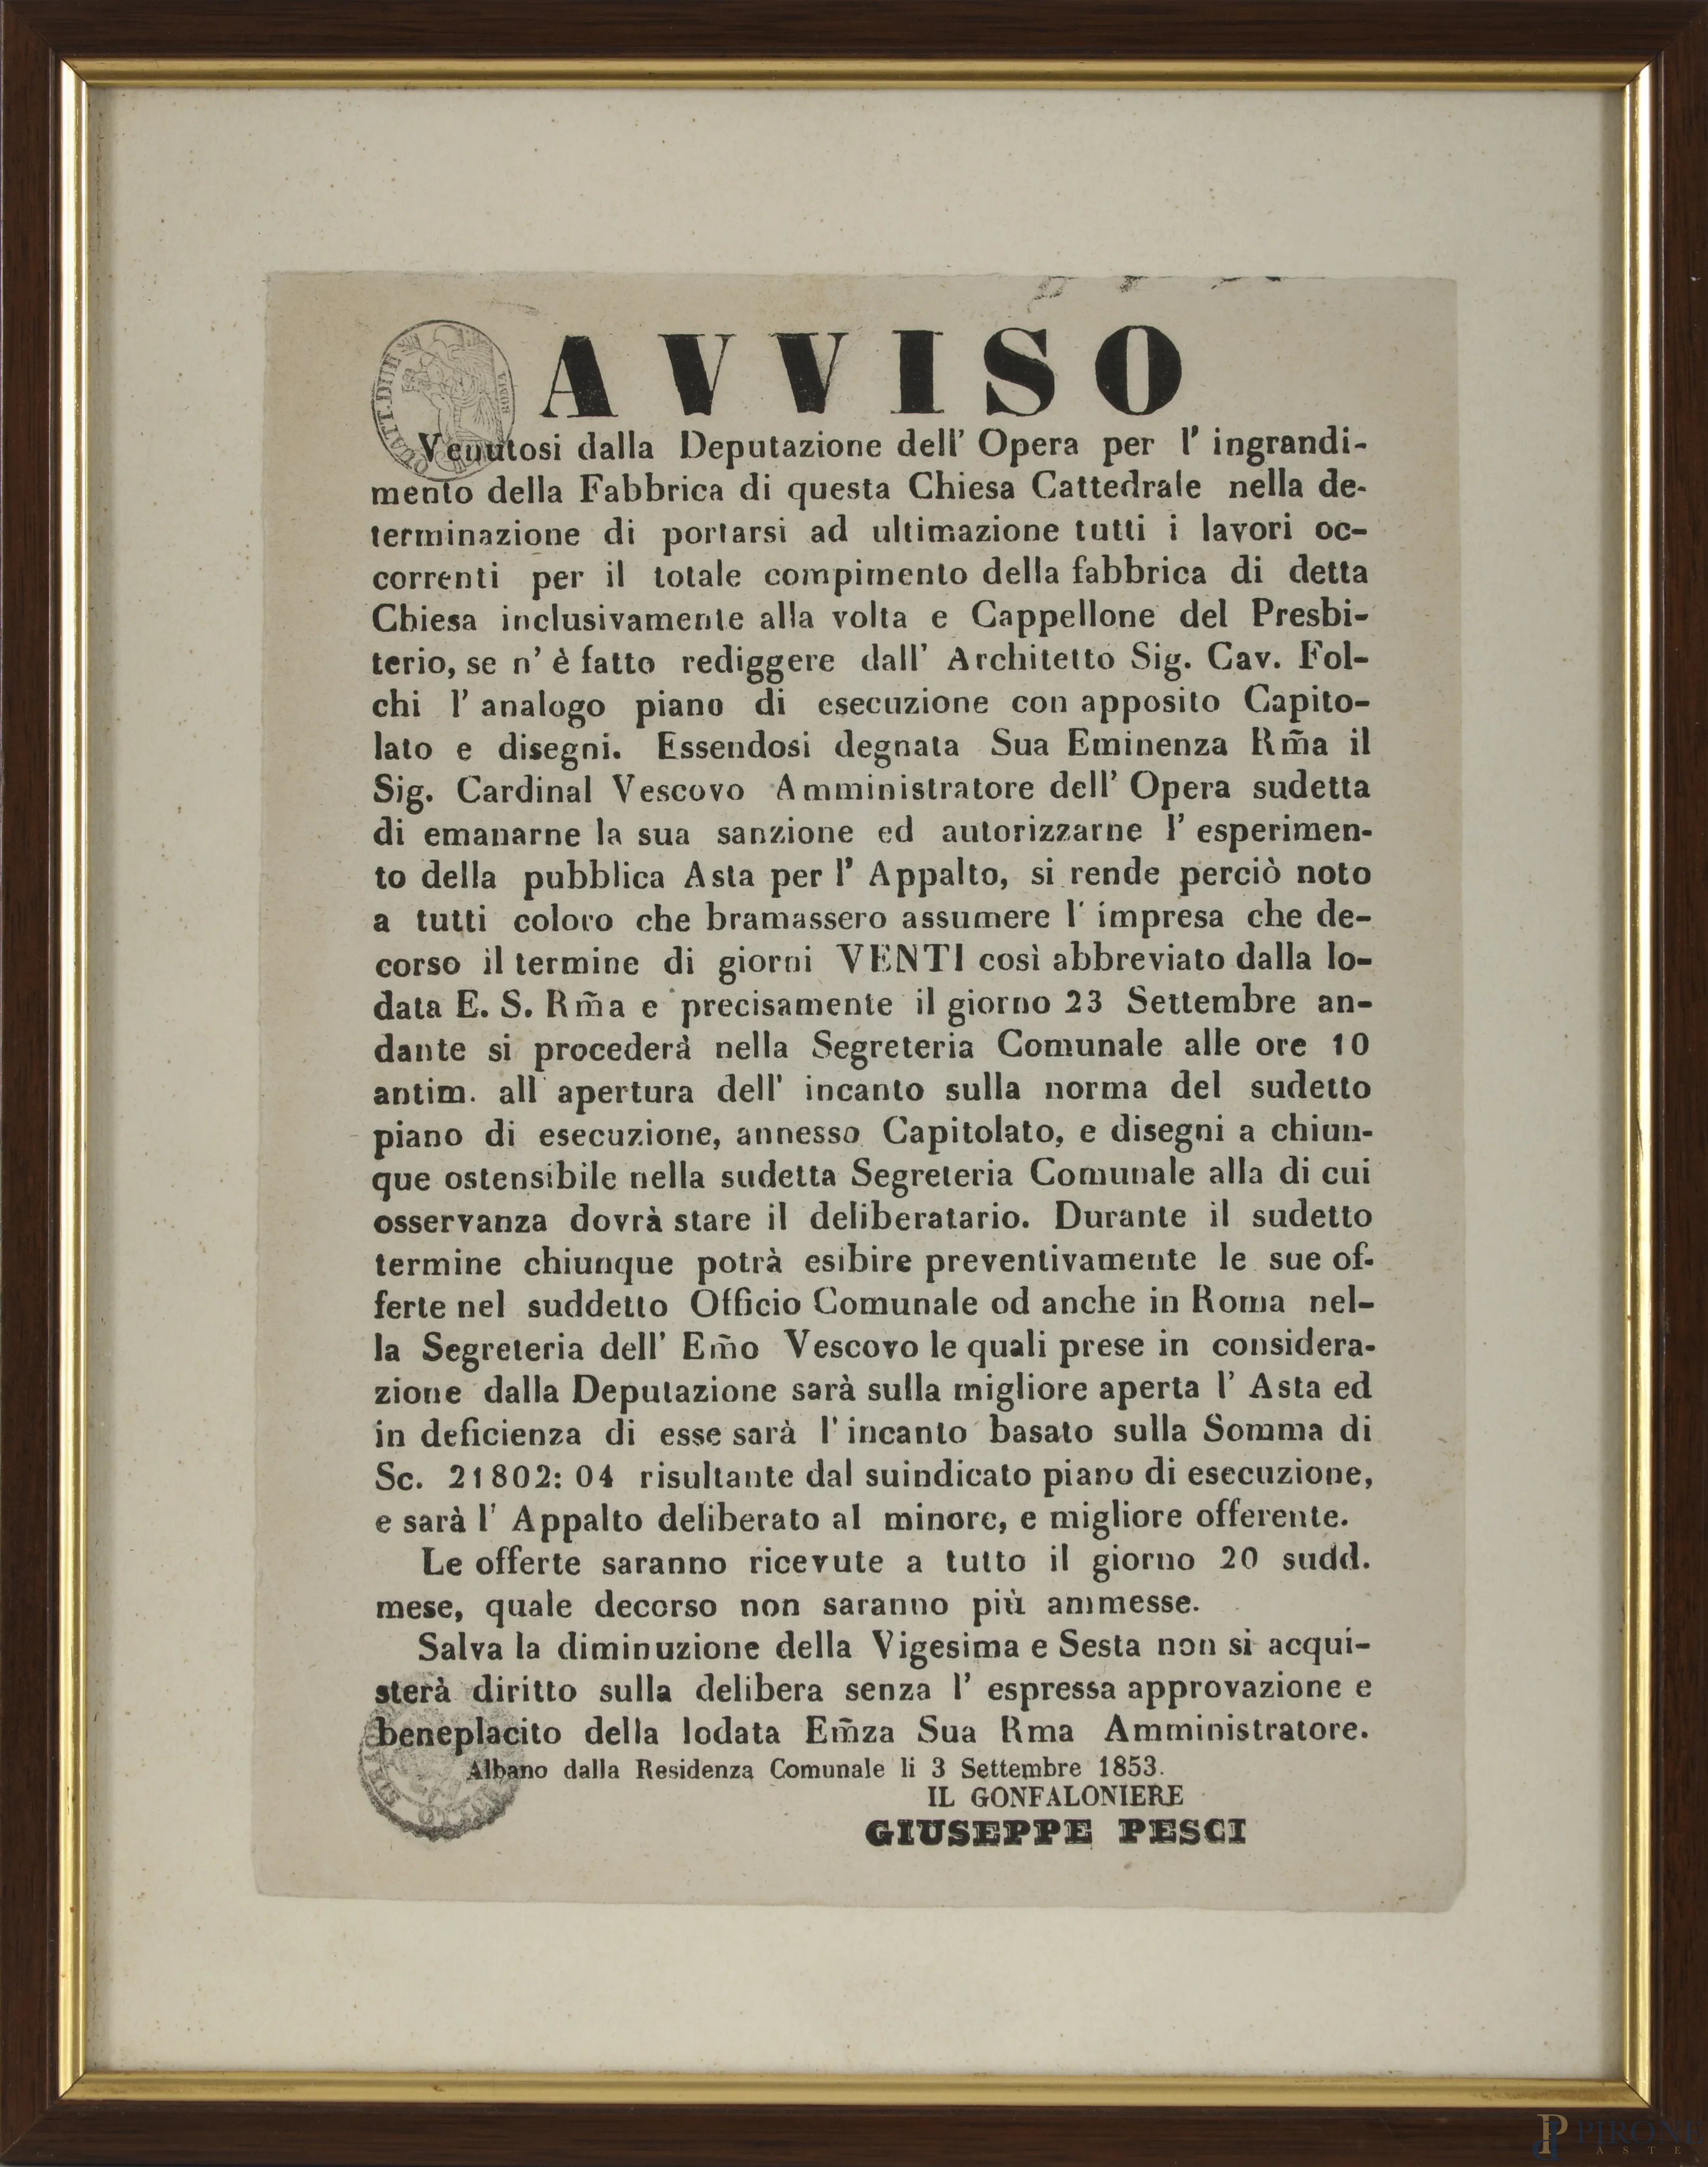 AVVISO
QUATT. DUE
Venutosi dalla Deputazione dell' Opera per l' ingrandi-
mento della Fabbrica di questa Chiesa Cattedrale nella de-
terminazione di portarsi ad ultimazione tutti i lavori oc-
correnti per il totale compimento della fabbrica di detta
Chiesa inclusivamente alla volta e Cappellone del Presbi-
terio, se n' è fatto rediggere dall' Architetto Sig. Cav. Fol-
chi l' analogo piano di esecuzione con apposito Capito-
lato e disegni. Essendosi degnata Sua Eminenza Rm̃a il
Sig. Cardinal Vescovo Amministratore dell' Opera sudetta
di emanarne la sua sanzione ed autorizzarne l' esperimen-
to della pubblica Asta per l' Appalto, si rende perciò noto
a tutti coloro che bramassero assumere l' impresa che de-
corso il termine di giorni VENTI così abbreviato dalla lo-
data E. S. Rm̃a e precisamente il giorno 23 Settembre an-
dante si procederà nella Segreteria Comunale alle ore 10
antim. all apertura dell' incanto sulla norma del sudetto
piano di esecuzione, annesso Capitolato, e disegni a chiun-
que ostensibile nella sudetta Segreteria Comunale alla di cui
osservanza dovrà stare il deliberatario. Durante il sudetto
termine chiunque potrà esibire preventivamente le sue of-
ferte nel suddetto Officio Comunale od anche in Roma nel-
la Segreteria dell' Em̃o Vescovo le quali prese in considera-
zione dalla Deputazione sarà sulla migliore aperta l' Asta ed
in deficienza di esse sarà l' incanto basato sulla Somma di
Sc. 21802: 04 risultante dal suindicato piano di esecuzione,
e sarà l' Appalto deliberato al minore, e migliore offerente.
Le offerte saranno ricevute a tutto il giorno 20 sudd.
mese, quale decorso non saranno più ammesse.
Salva la diminuzione della Vigesima e Sesta non si acqui-
sterà diritto sulla delibera senza l' espressa approvazione e
beneplacito della lodata Em̃za Sua Rma Amministratore.
Albano dalla Residenza Comunale li 3 Settembre 1853.
IL GONFALONIERE
GIUSEPPE PESCI
PIRONE
ASTE